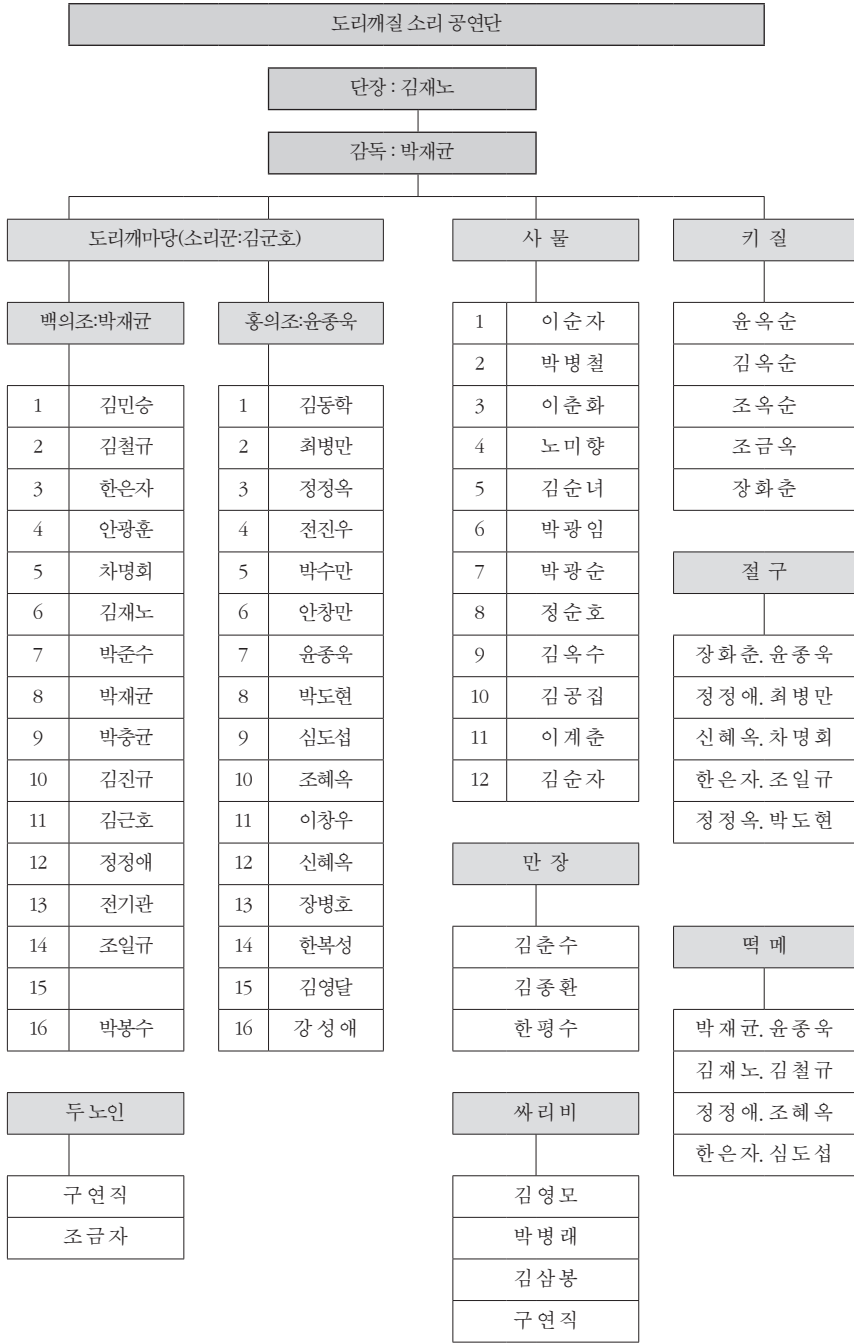 도리깨질 소리 공연단
단장 : 김재노
감독 : 박재균
도리깨마당(소리꾼:김군호)
백의조:박재균
1 김민승
2 김철규
3 한은자
4 안광훈
5 차명회
6 김재노
7 박준수
8 박재균
9 박충균
10 김진규
11 김근호
12 정정애
13 전기관
14 조일규
15
16 박봉수
홍의조:윤종욱
1 김동학
2 최병만
3 정정옥
4 전진우
5 박수만
6 안창만
7 윤종욱
8 박도현
9 심도섭
10 조혜옥
11 이창우
12 신혜옥
13 장병호
14 한복성
15 김영달
16 강성애
두 노인
구연직
조금자
사 물
1 이순자
2 박병철
3 이춘화
4 노미향
5 김순녀
6 박광임
7 박광순
8 정순호
9 김옥수
10 김공집
11 이계춘
12 김순자
만 장
김춘수
김종환
한평수
싸리비
김영모
박병래
김삼봉
구연직
키 질
윤옥순
김옥순
조옥순
조금옥
장화춘
절 구
장화춘. 윤종욱
정정애. 최병만
신혜옥. 차명회
한은자. 조일규
정정옥. 박도현
떡 메
박재균. 윤종욱
김재노. 김철규
정정애. 조혜옥
한은자. 심도섭